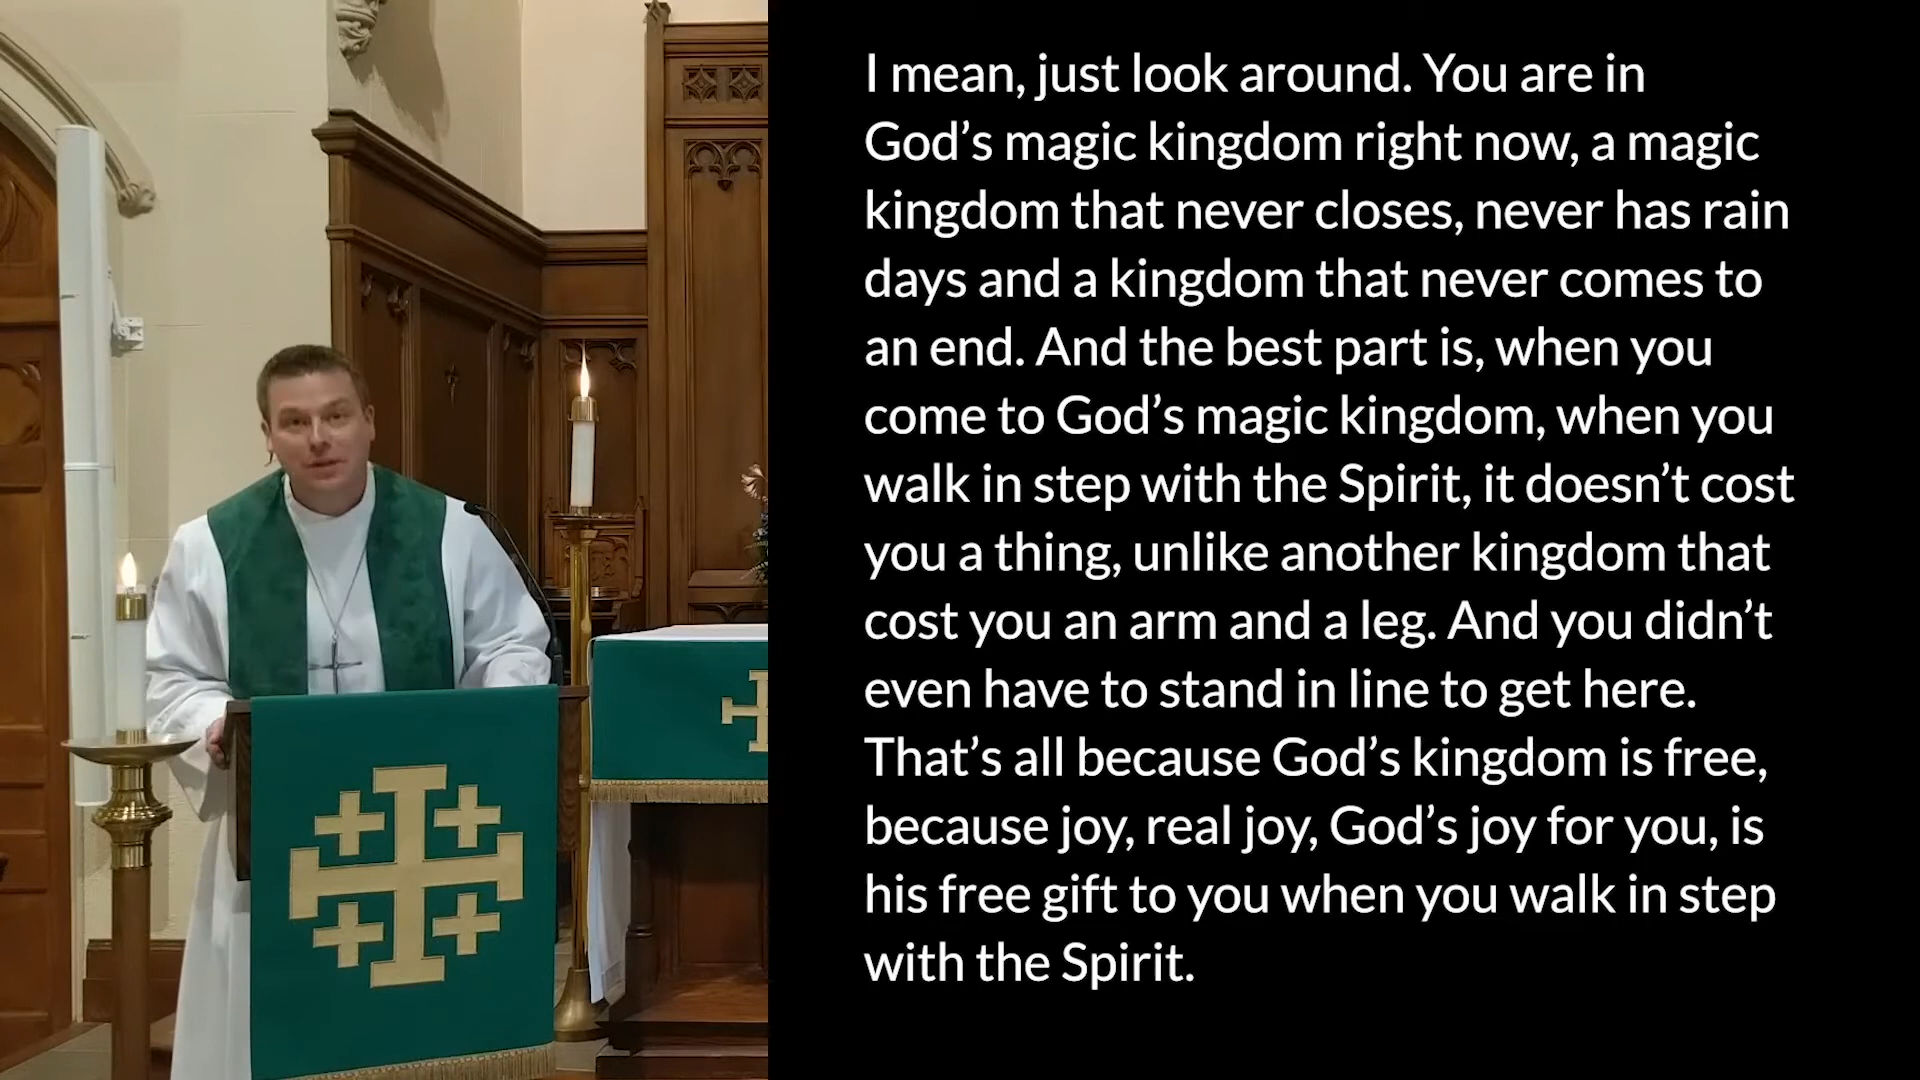 I mean, just look around. You are in
God’s magic kingdom right now, a magic
kingdom that never closes, never has rain
days and a kingdom that never comes to
an end. And the best part is, when you
come to God’s magic kingdom, when you
walk in step with the Spirit, it doesn’t cost
you a thing, unlike another kingdom that
cost you an arm and a leg. And you didn’t
even have to stand in line to get here.
That’s all because God’s kingdom is free,
because joy, real joy, God’s joy for you, is
his free gift to you when you walk in step
with the Spirit.